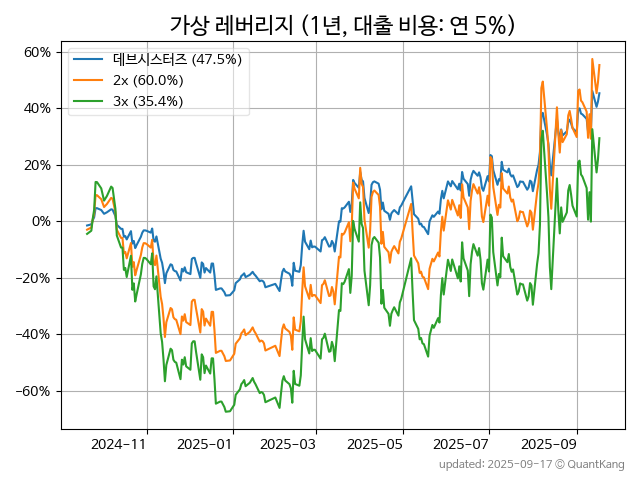 가상 레버리지 (1년, 대출 비용: 연 5%)
60%
40%
20%
0%
−20%
−40%
−60%
데브시스터즈 (47.5%)
2x (60.0%)
3x (35.4%)
2024-11
2025-01
2025-03
2025-05
2025-07
2025-09
updated: 2025-09-17 © QuantKang